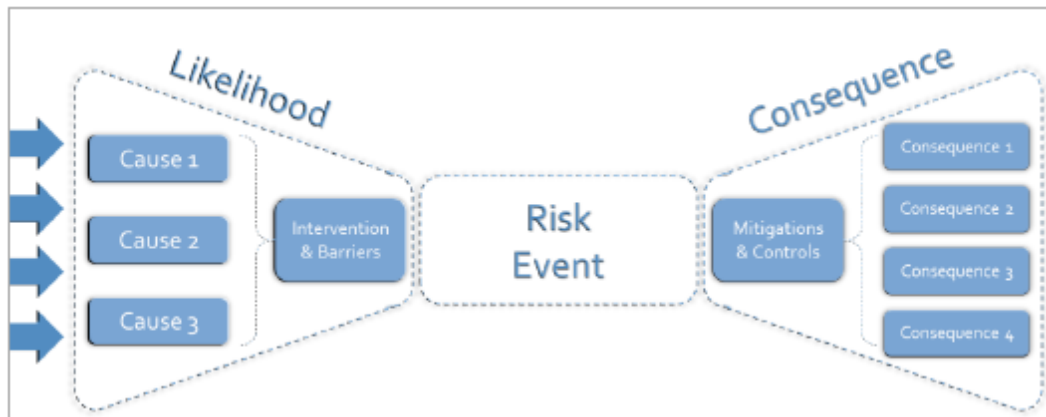 Likelihood
Cause 1
Cause 2
Cause 3
Intervention
& Barriers
Risk
Event
Consequence
Mitigations
& Controls
Consequence 1
Consequence 2
Consequence 3
Consequence 4